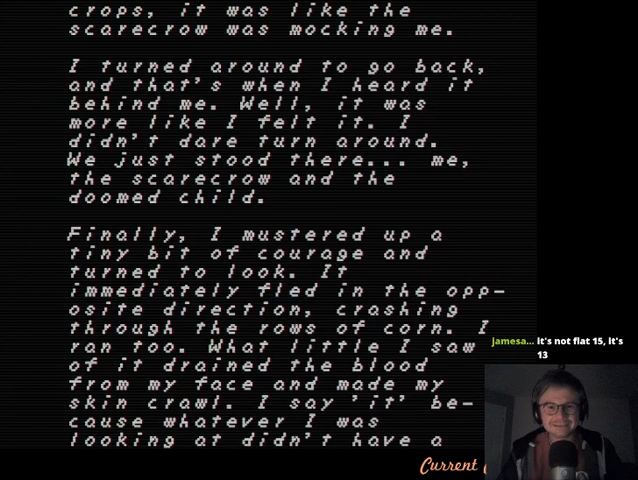 crops, it was like the
scarecrow was mocking me.
I turned around to go back,
and that's when I heard it
behind me. Well, it was
more like I felt it. I
didn't dare turn around.
We just stood there... me,
the scarecrow and the
doomed child.
Finally, I mustered up a
tiny bit of courage and
turned to look. It
immediately fled in the opp-
osite direction, crashing
through the rows of corn. I
ran too. What little I saw
of it drained the blood
from my face and made my
skin crawl. I say 'it' be-
cause whatever I was
looking at didn't have a
Jamesa... it's not flat 15, it's
13
Current